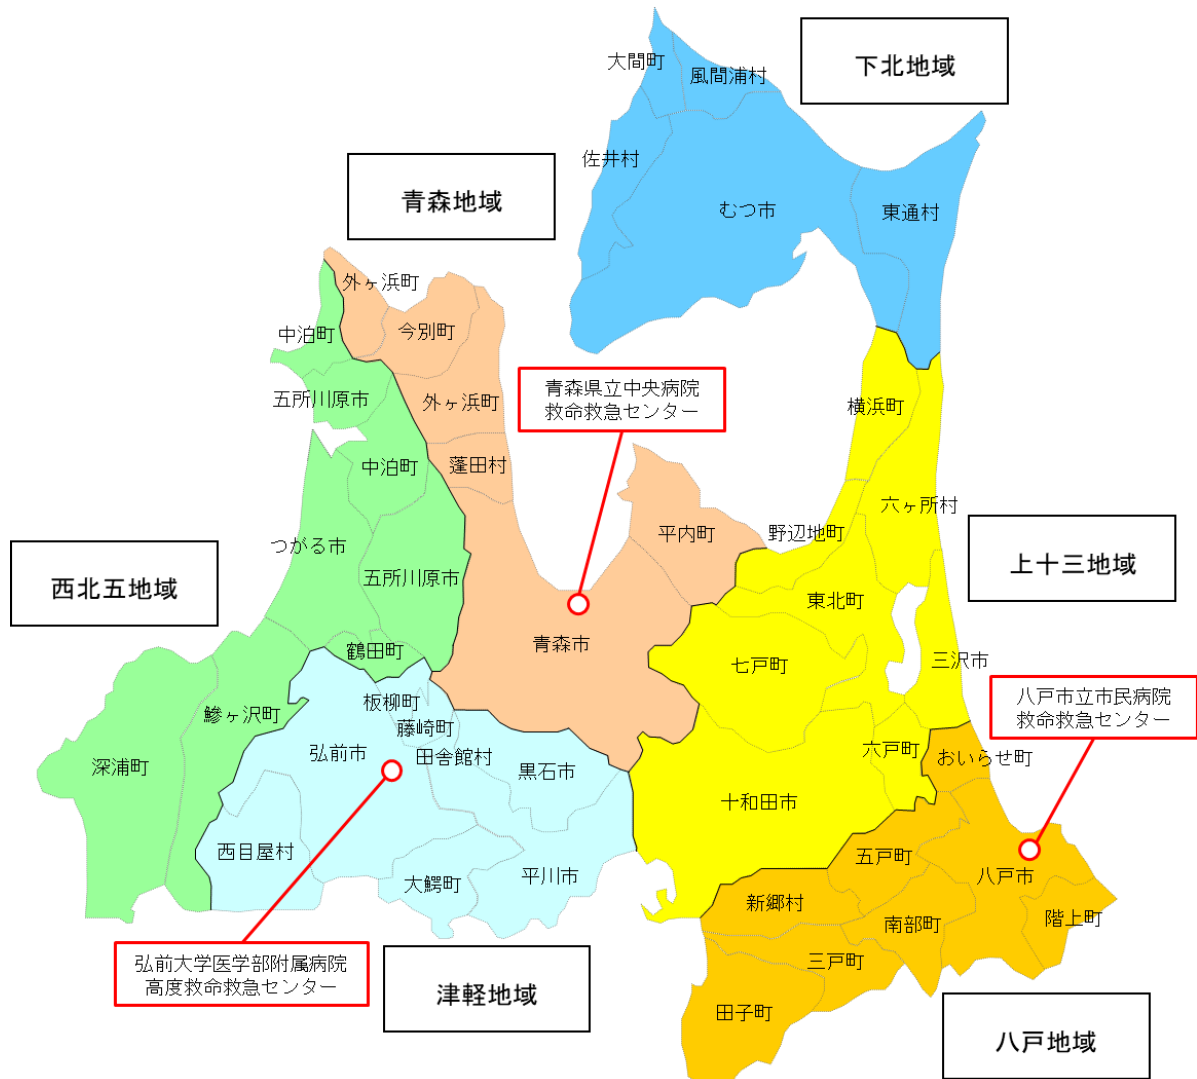 大間町
風間浦村
下北地域
佐井村
むつ市
東通村
青森地域
外ヶ浜町
中泊町
今別町
五所川原市
外ヶ浜町
青森県立中央病院
救命救急センター
横浜町
中泊町
蓬田村
六ヶ所村
つがる市
平内町
野辺地町
西北五地域
五所川原市
上十三地域
東北町
鶴田町
青森市
七戸町
三沢市
板柳町
鰺ヶ沢町
藤崎町
八戸市立市民病院
救命救急センター
深浦町
弘前市
田舎館村
黒石市
六戸町
おいらせ町
十和田市
西目屋村
大鰐町
平川市
五戸町
八戸市
新郷村
南部町
階上町
弘前大学医学部附属病院
高度救命救急センター
津軽地域
三戸町
田子町
八戸地域